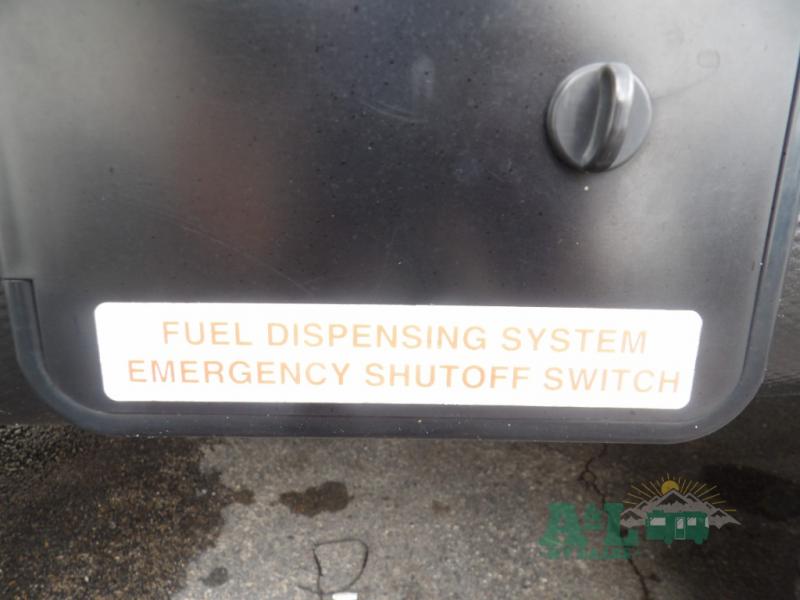 FUEL DISPENSING SYSTEM
EMERGENCY SHUTOFF SWITCH
A&L